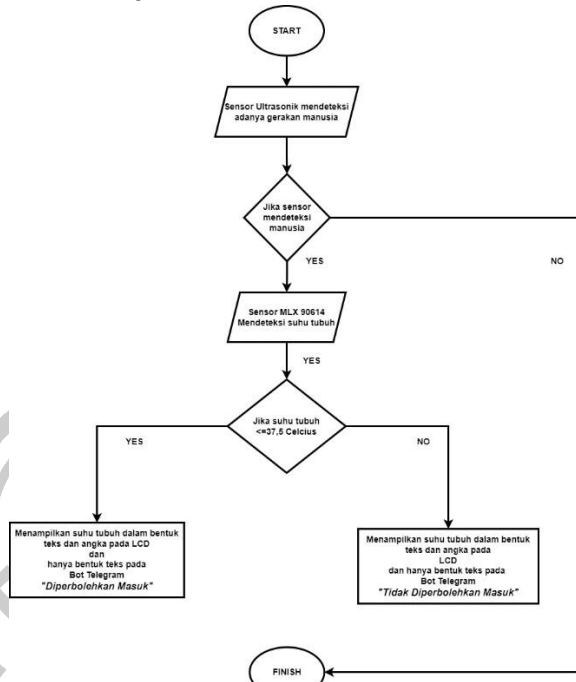 START
Sensor Ultrasonik mendeteksi
adanya gerakan manusia
Jika sensor
mendeteksi
manusia
YES
NO
Sensor MLX 90614
Mendeteksi suhu tubuh
YES
Jika suhu tubuh
<=37,5 Celcius
YES
NO
Menampilkan suhu tubuh dalam bentuk
teks dan angka pada LCD
dan
hanya bentuk teks pada
Bot Telegram
"Diperbolehkan Masuk"
Menampilkan suhu tubuh dalam bentuk
teks dan angka pada
LCD
dan hanya bentuk teks pada
Bot Telegram
"Tidak Diperbolehkan Masuk"
FINISH